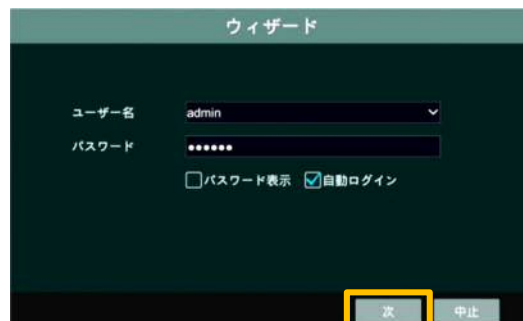 ウィザード
ユーザー名 admin
パスワード ••••••
パスワード表示 自動ログイン
次 中止